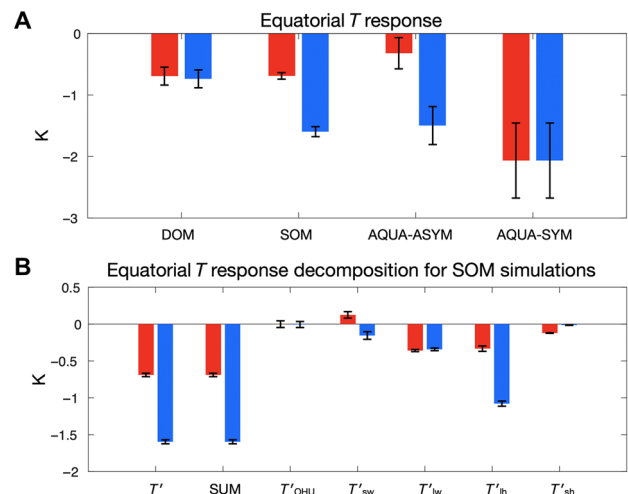 A
Equatorial T response
0
−1
−2
−3
K
DOM SOM AQUA-ASYM AQUA-SYM
B
Equatorial T response decomposition for SOM simulations
0.5
0
−0.5
−1
−1.5
−2
K
T′ SUM T′OHU T′sw T′lw T′lh T′sh